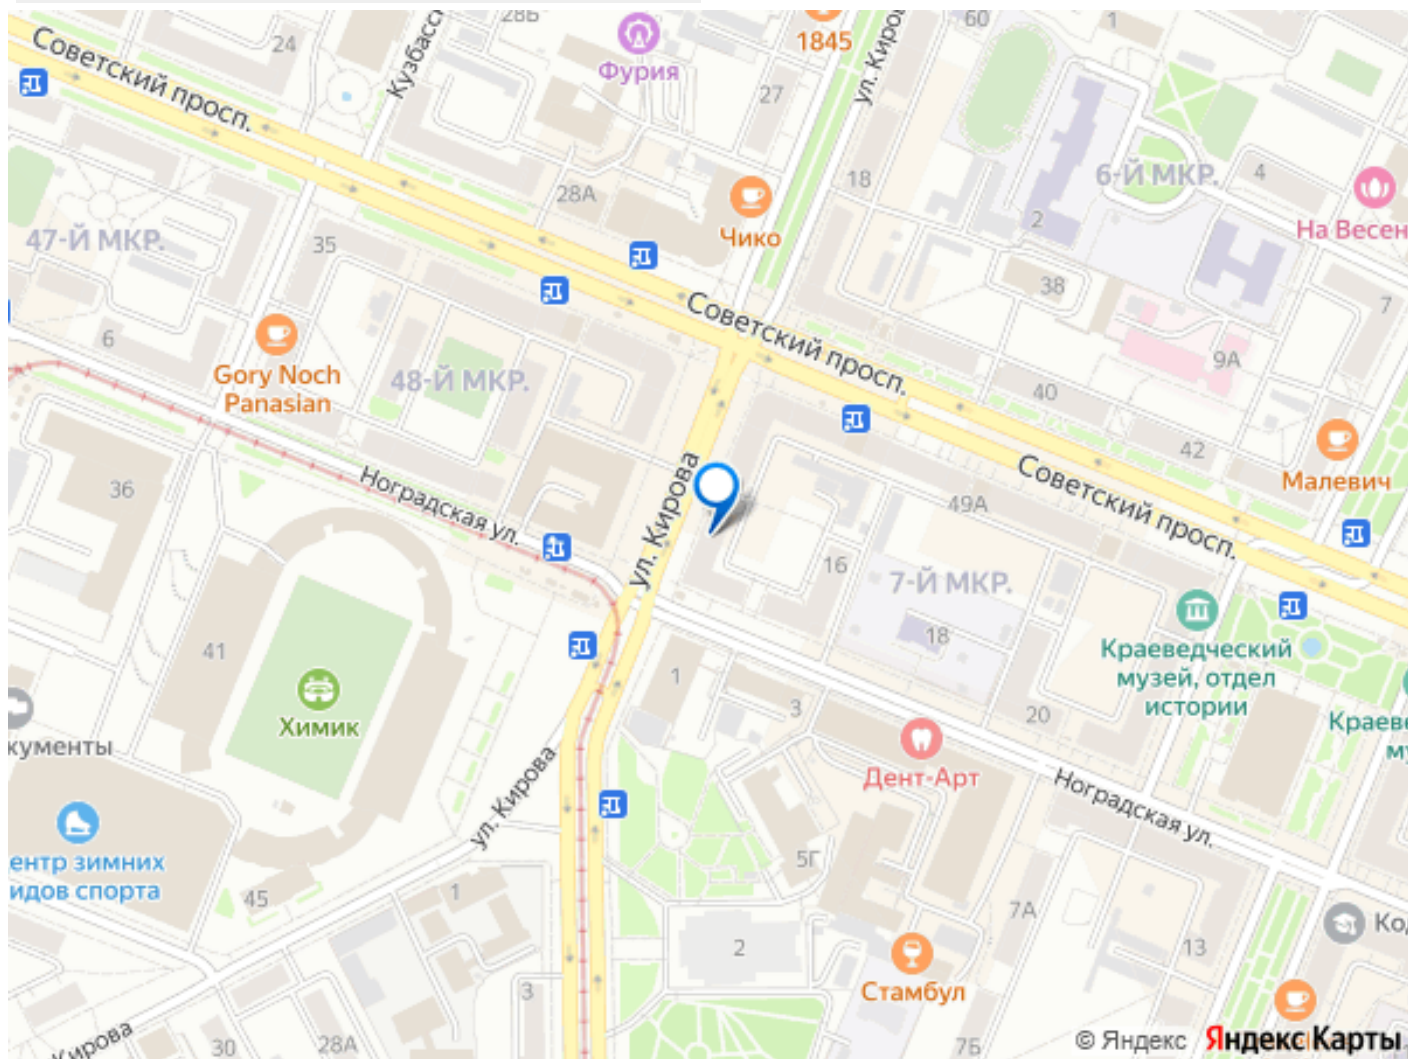 28Б
60
1
24
Советский просп.
Фурия
1845
ул. Киров
27
28А
18
6-Й МКР.
4
На Весен
2
Чико
47-Й МКР.
35
38
7
Советский просп.
6
Gory Noch
Panasian
48-Й МКР.
9А
40
42
Малевич
36
Ноградская ул.
ул. Кирова
49А
Советский просп.
16
7-Й МКР.
18
Краеведческий
музей, отдел
истории
41
1
3
20
Химик
кументы
Краеве
му
Дент-Арт
Ноградская ул.
ул. Кирова
ентр зимних
идов спорта
5Г
45
1
7А
Код
2
13
Стамбул
3
30
28А
7Б
© Яндекс
Яндекс Карты